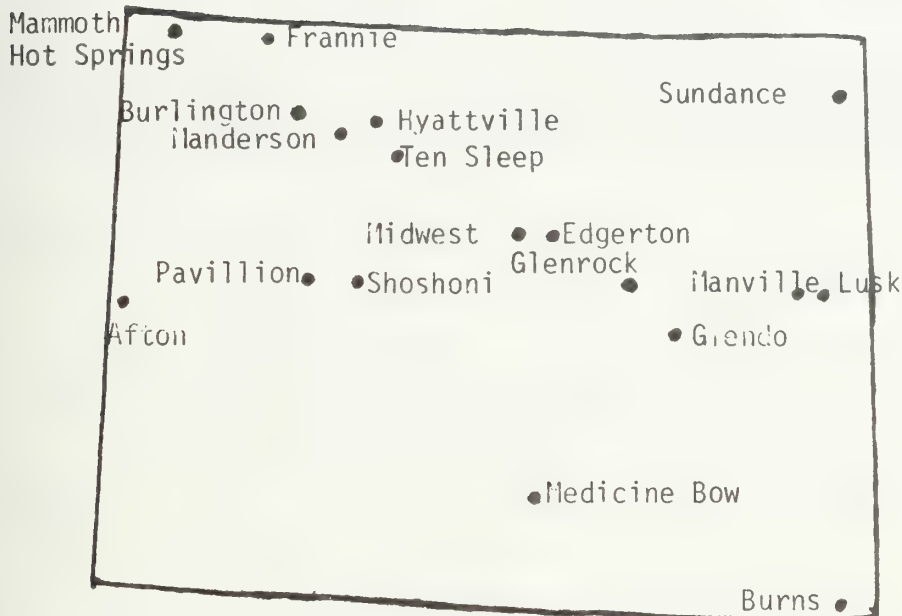 Mammoth
Hot Springs
Frannie
Sundance
Burlington
Hyattville
Manderson
Ten Sleep
Midwest
Edgerton
Glenrock
Pavillion
Shoshoni
Manville
Lusk
Afton
Glendo
Medicine Bow
Burns